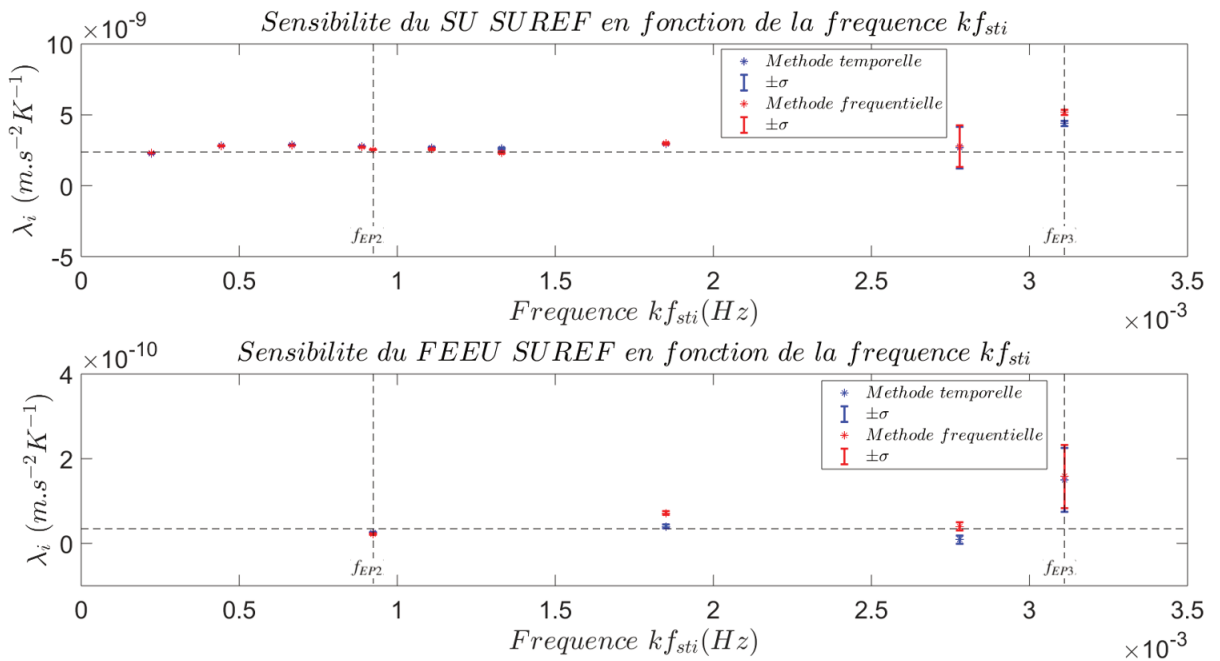 Sensibilite du SU SUREF en fonction de la frequence kf_sti
×10^-9
10
5
0
-5
λ_i (m.s^-2K^-1)
Methode temporelle
±σ
Methode frequentielle
±σ
f_EP2
f_EP3
0 0.5 1 1.5 2 2.5 3 3.5
×10^-3
Frequence kf_sti(Hz)
Sensibilite du FEEU SUREF en fonction de la frequence kf_sti
×10^-10
4
2
0
λ_i (m.s^-2K^-1)
Methode temporelle
±σ
Methode frequentielle
±σ
f_EP2
f_EP3
0 0.5 1 1.5 2 2.5 3 3.5
×10^-3
Frequence kf_sti(Hz)